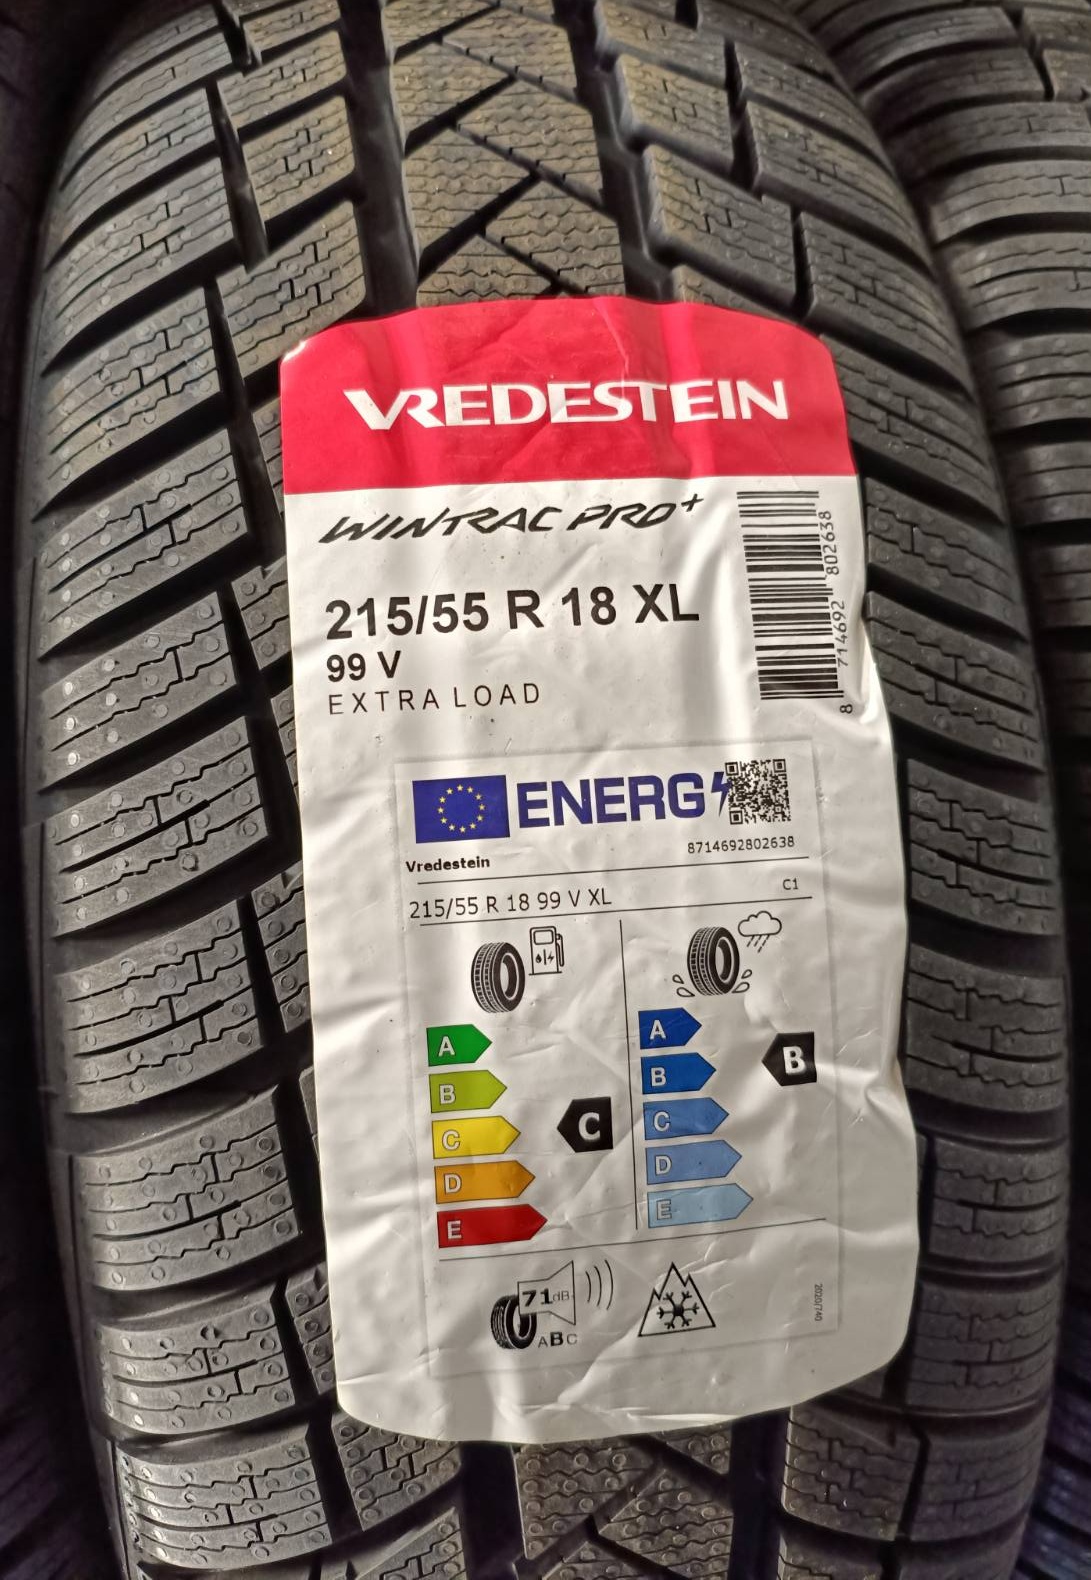 VREDESTEIN
WINTRAC PRO+
215/55 R 18 XL
99 V
EXTRA LOAD
8 714692 802638
ENERG
8714692802638
Vredestein
215/55 R 18 99 V XL
C1
A
B
C
D
E
C
A
B
C
D
E
B
71dB
ABC
2020/740